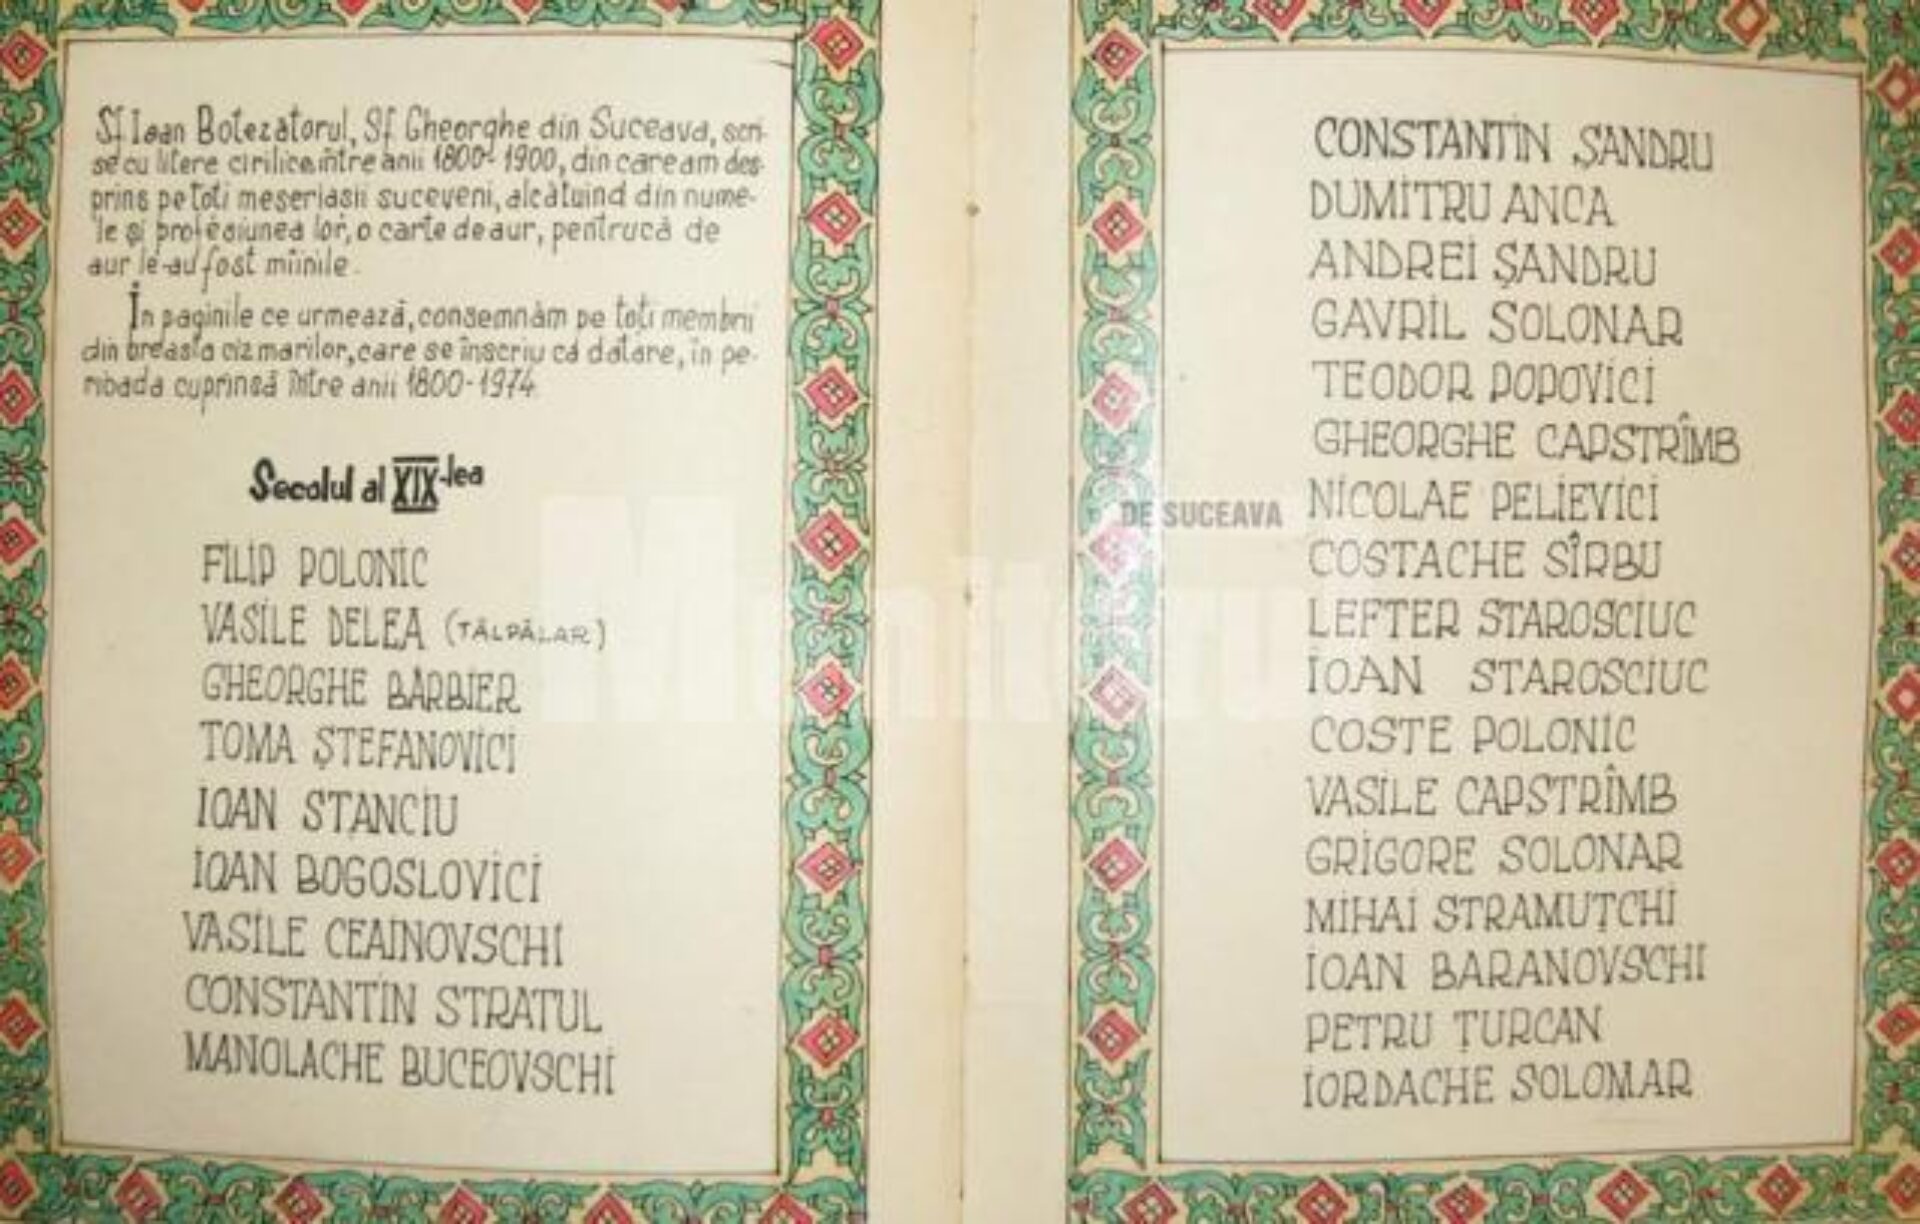 Sf Ioan Botezătorul, Sf Gheorghe din Suceava, scri-
se cu litere cirilice între anii 1800-1900, din care am des-
prins pe toti meseriasii suceveni, alcătuind din nume-
le și profesiunea lor, o carte de aur, pentrucă de
aur le-au fost mîinile.
În paginile ce urmează, consemnăm pe toti membrii
din breasla cizmarilor, care se înscriu ca datare, în pe-
rioada cuprinsă între anii 1800-1974
Secolul al XIX-lea
FILIP POLONIC
VASILE DELEA (TĂLPĂLAR)
GHEORGHE BĂRBIER
TOMA ȘTEFANOVICI
IOAN STANCIU
IOAN BOGOSLOVICI
VASILE CEAINOVSCHI
CONSTANTIN STRATUL
MANOLACHE BUCEOVSCHI
CONSTANTIN ȘANDRU
DUMITRU ANCA
ANDREI ȘANDRU
GAVRIL SOLONAR
TEODOR POPOVICI
GHEORGHE CAPSTRÎMB
NICOLAE PELIEVICI
COSTACHE SÎRBU
LEFTER STAROSCIUC
IOAN STAROSCIUC
COSTE POLONIC
VASILE CAPSTRÎMB
GRIGORE SOLONAR
MIHAI STRAMUȚCHI
IOAN BARANOVSCHI
PETRU ȚURCAN
IORDACHE SOLOMAR
Monitorul
DE SUCEAVA